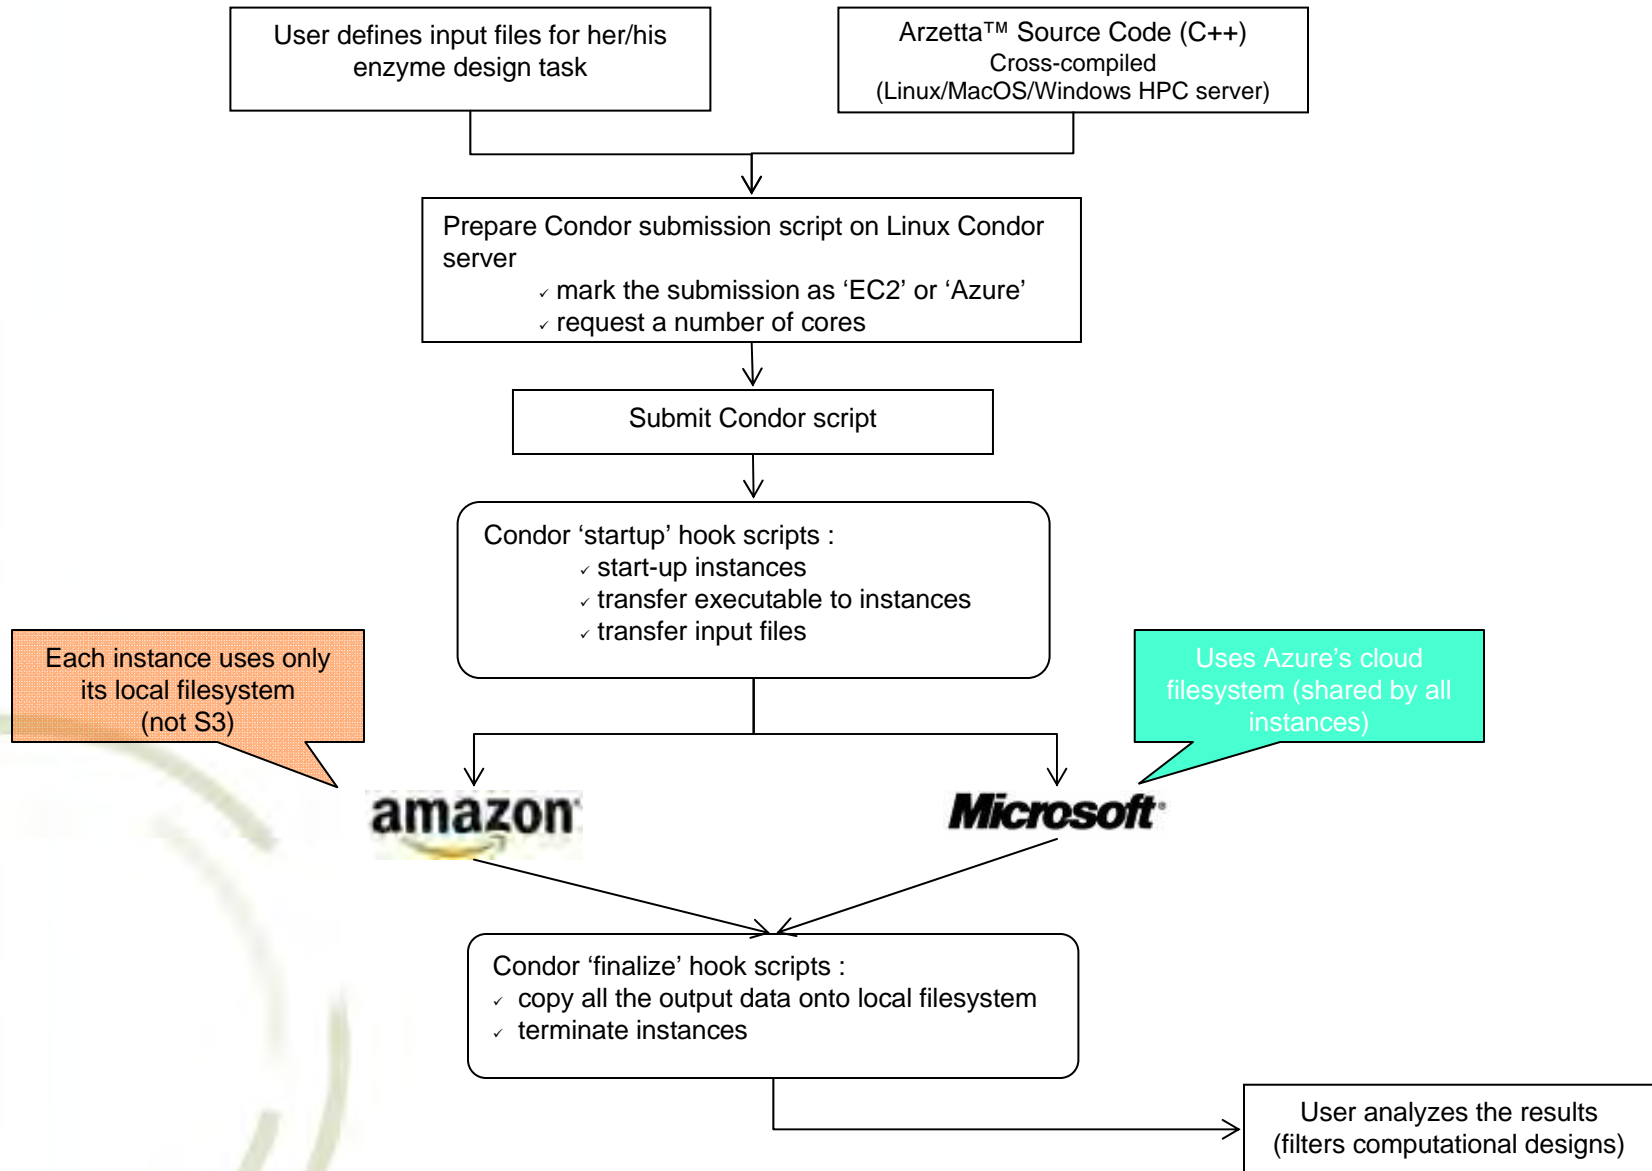 User defines input files for her/his
enzyme design task
Arzetta™ Source Code (C++)
Cross-compiled
(Linux/MacOS/Windows HPC server)
Prepare Condor submission script on Linux Condor
server
✓ mark the submission as ‘EC2’ or ‘Azure’
✓ request a number of cores
Submit Condor script
Condor ‘startup’ hook scripts :
✓ start-up instances
✓ transfer executable to instances
✓ transfer input files
Each instance uses only
its local filesystem
(not S3)
Uses Azure’s cloud
filesystem (shared by all
instances)
amazon
Microsoft
Condor ‘finalize’ hook scripts :
✓ copy all the output data onto local filesystem
✓ terminate instances
User analyzes the results
(filters computational designs)